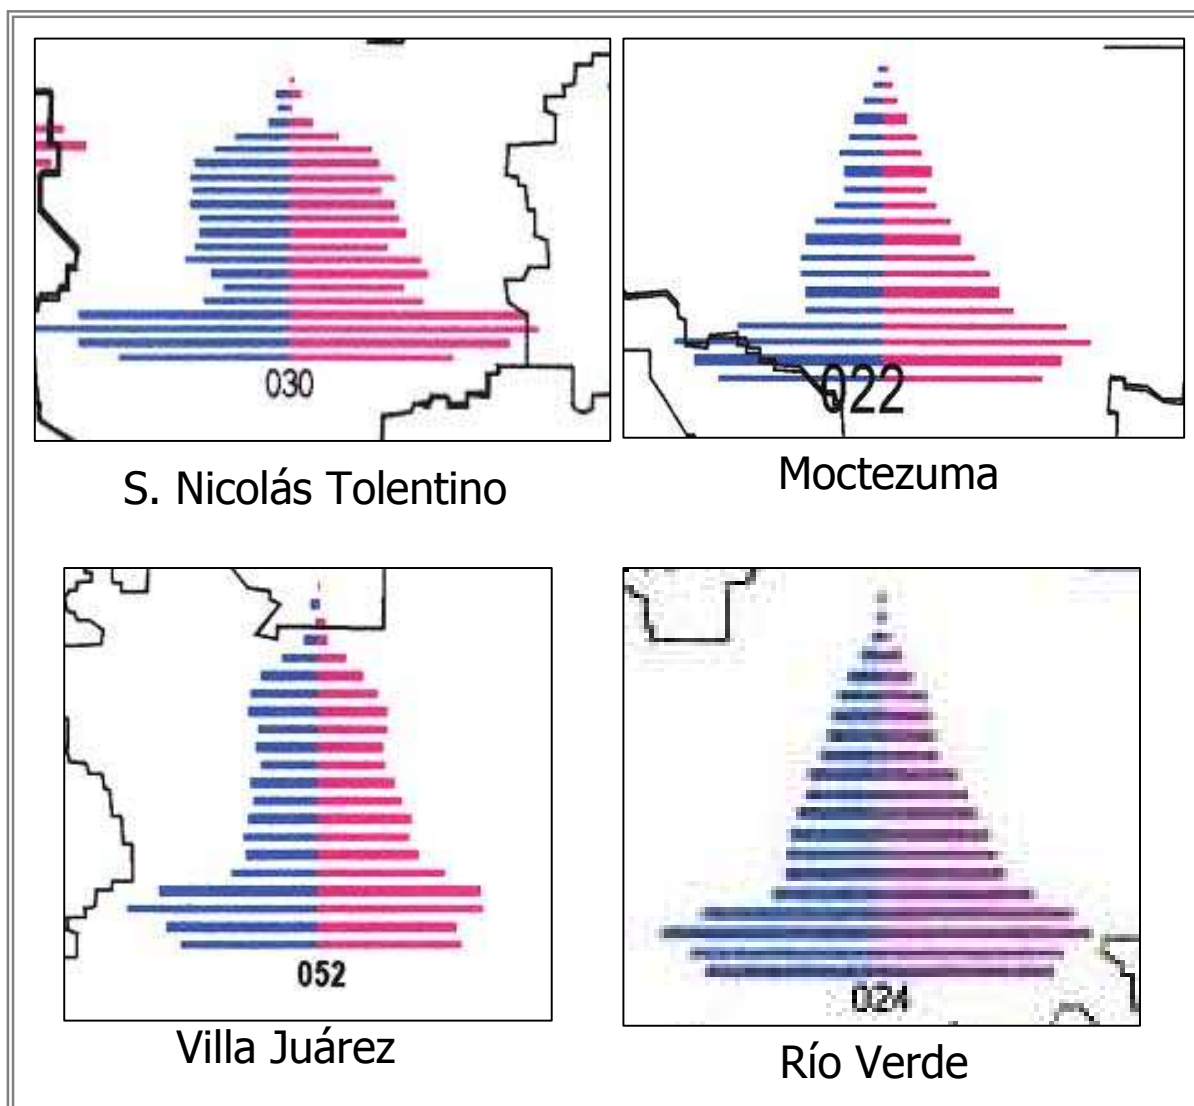 030
022
S. Nicolás Tolentino
Moctezuma
052
024
Villa Juárez
Río Verde